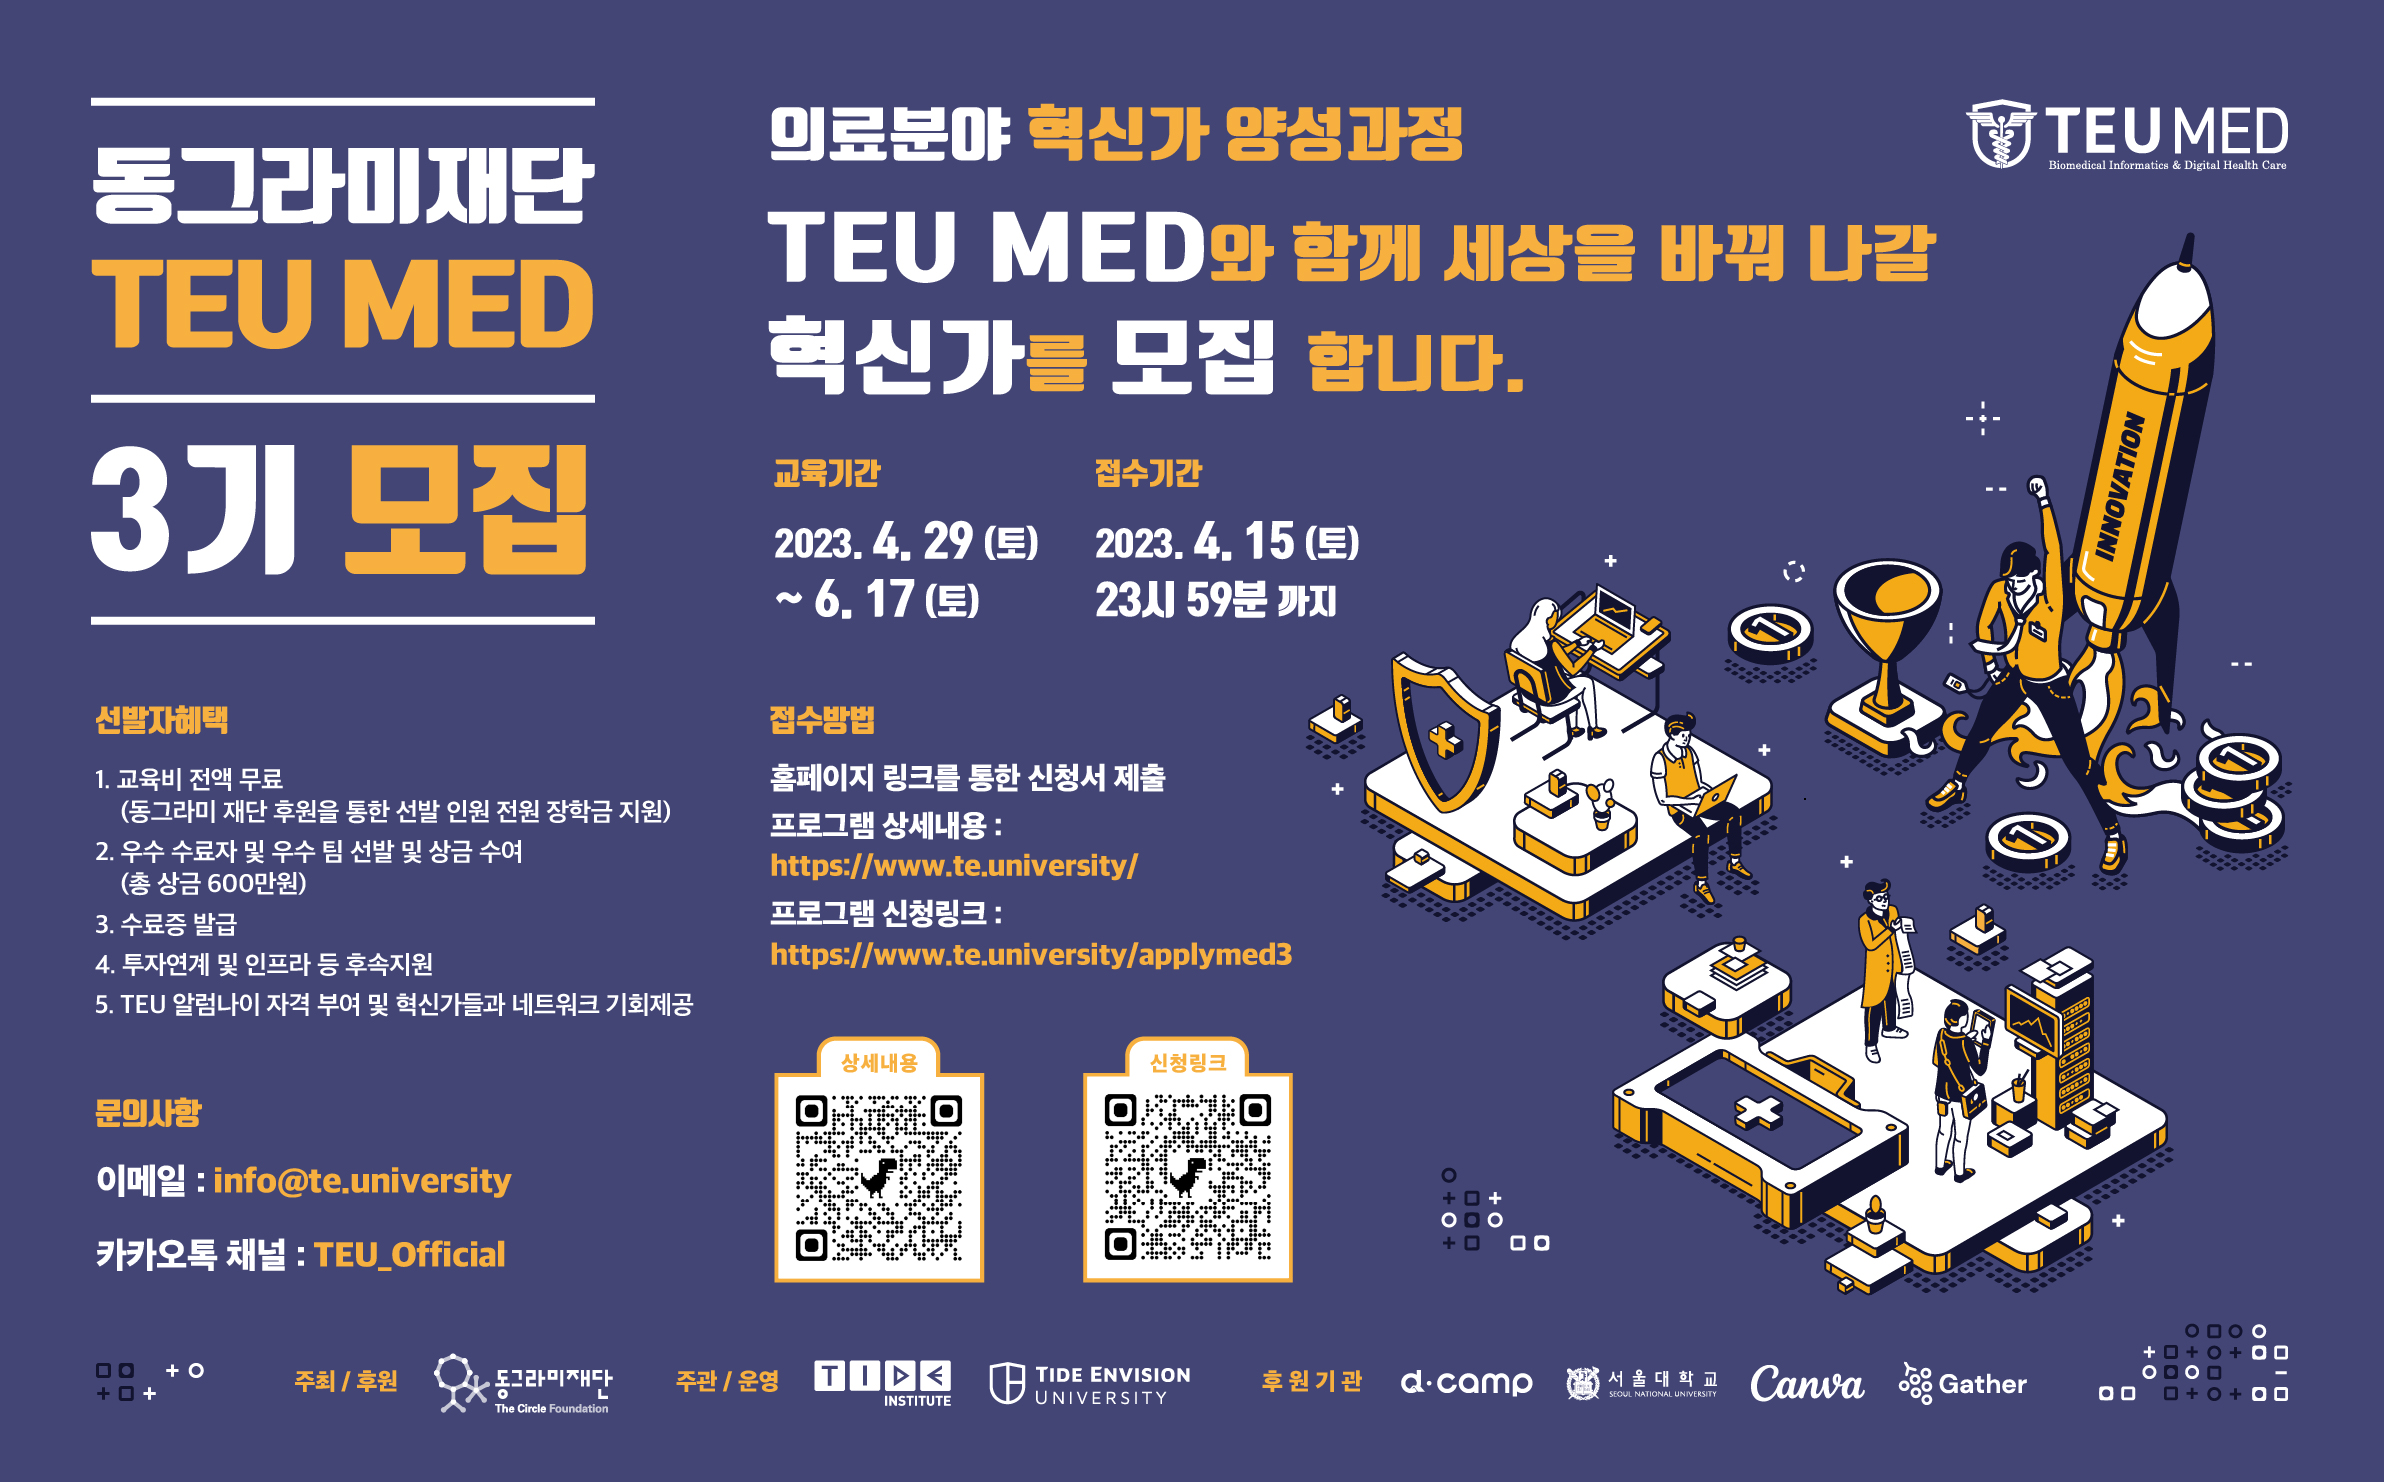 동그라미재단
TEU MED
3기 모집
의료분야 혁신가 양성과정
TEU MED와 함께 세상을 바꿔 나갈
혁신가를 모집 합니다.
TEU MED
Biomedical Informatics & Digital Health Care
교육기간
2023. 4. 29 (토)
~ 6. 17 (토)
접수기간
2023. 4. 15 (토)
23시 59분 까지
INNOVATION
선발자혜택
1. 교육비 전액 무료
(동그라미 재단 후원을 통한 선발 인원 전원 장학금 지원)
2. 우수 수료자 및 우수 팀 선발 및 상금 수여
(총 상금 600만원)
3. 수료증 발급
4. 투자연계 및 인프라 등 후속지원
5. TEU 알럼나이 자격 부여 및 혁신가들과 네트워크 기회제공
접수방법
홈페이지 링크를 통한 신청서 제출
프로그램 상세내용 :
https://www.te.university/
프로그램 신청링크 :
https://www.te.university/applymed3
상세내용
신청링크
문의사항
이메일 : info@te.university
카카오톡 채널 : TEU_Official
주최 / 후원
동그라미재단
The Circle Foundation
주관 / 운영
TIDE
INSTITUTE
TIDE ENVISION
UNIVERSITY
후원기관
d·camp
서울대학교
SEOUL NATIONAL UNIVERSITY
Canva
Gather